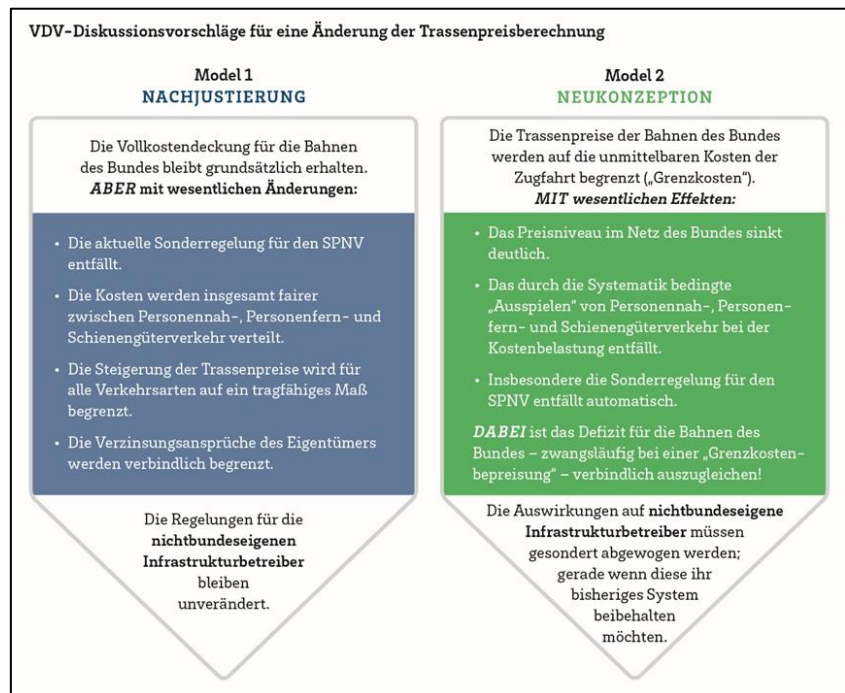 VDV-Diskussionsvorschläge für eine Änderung der Trassenpreisberechnung
Model 1
NACHJUSTIERUNG
Die Vollkostendeckung für die Bahnen
des Bundes bleibt grundsätzlich erhalten.
ABER mit wesentlichen Änderungen:
• Die aktuelle Sonderregelung für den SPNV
entfällt.
• Die Kosten werden insgesamt fairer
zwischen Personennah-, Personenfern- und
Schienengüterverkehr verteilt.
• Die Steigerung der Trassenpreise wird für
alle Verkehrsarten auf ein tragfähiges Maß
begrenzt.
• Die Verzinsungsansprüche des Eigentümers
werden verbindlich begrenzt.
Die Regelungen für die
nichtbundeseigenen
Infrastrukturbetreiber
bleiben
unverändert.
Model 2
NEUKONZEPTION
Die Trassenpreise der Bahnen des Bundes
werden auf die unmittelbaren Kosten der
Zugfahrt begrenzt („Grenzkosten“).
MIT wesentlichen Effekten:
• Das Preisniveau im Netz des Bundes sinkt
deutlich.
• Das durch die Systematik bedingte
„Ausspielen“ von Personennah-, Personen-
fern- und Schienengüterverkehr bei der
Kostenbelastung entfällt.
• Insbesondere die Sonderregelung für den
SPNV entfällt automatisch.
DABEI ist das Defizit für die Bahnen des
Bundes – zwangsläufig bei einer „Grenzkosten-
bepreisung“ – verbindlich auszugleichen!
Die Auswirkungen auf nichtbundeseigene
Infrastrukturbetreiber müssen
gesondert abgewogen werden;
gerade wenn diese ihr
bisheriges System
beibehalten
möchten.